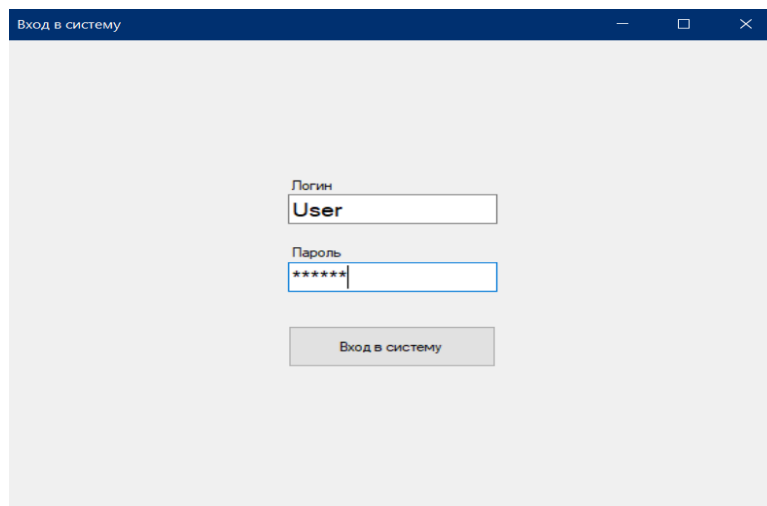 Вход в систему
Логин
User
Пароль
******
Вход в систему